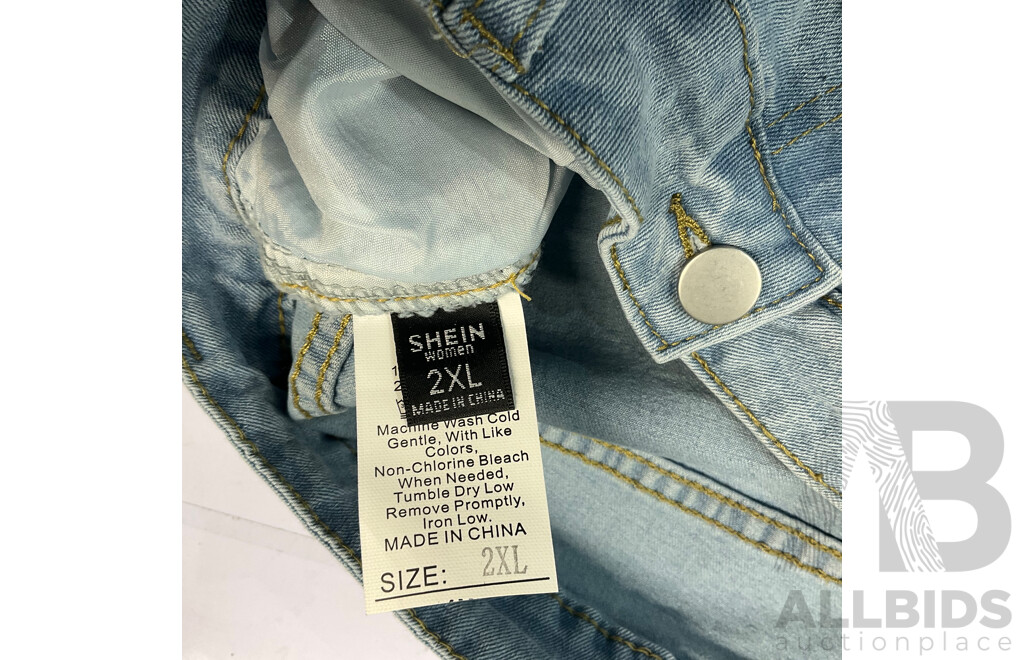 SHEIN
women
2XL
MADE IN CHINA
Machine Wash Cold
Gentle, With Like
Colors,
Non-Chlorine Bleach
When Needed,
Tumble Dry Low
Remove Promptly,
Iron Low.
MADE IN CHINA
SIZE: 2XL
AB
ALLBIDS
auctionplace